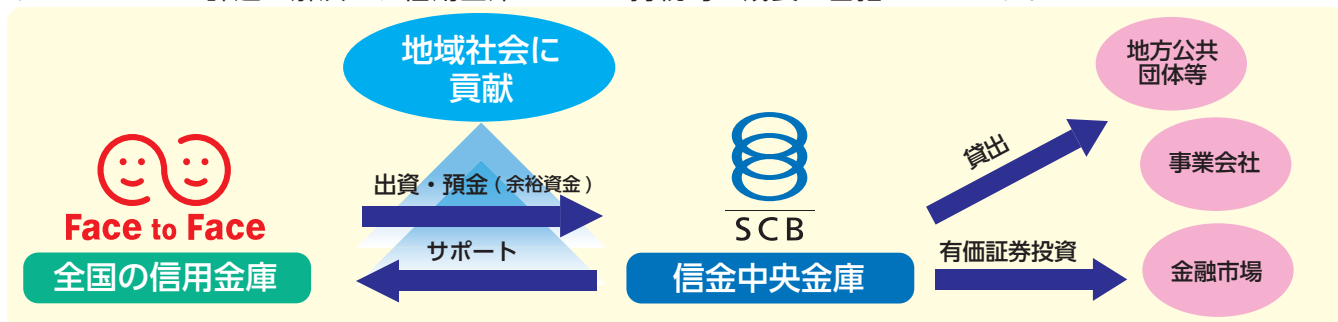 地域社会に
貢献
地方公共
団体等
貸出
事業会社
出資・預金（余裕資金）
Face to Face
SCB
サポート
有価証券投資
全国の信用金庫
信金中央金庫
金融市場